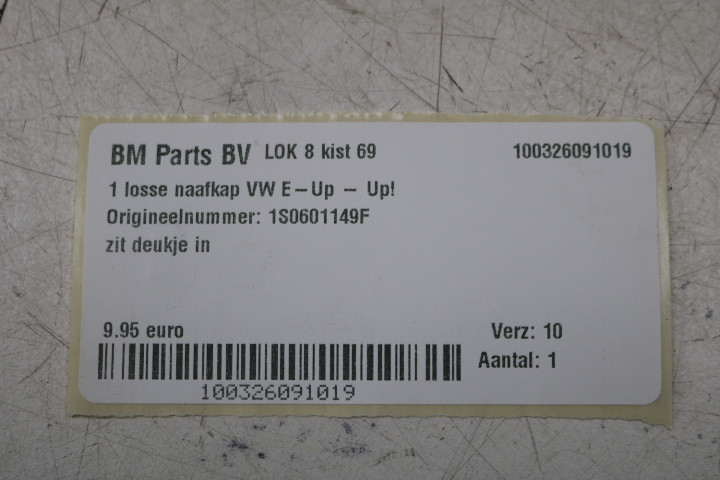 BM Parts BV LOK 8 kist 69 100326091019
1 losse naafkap VW E-Up - Up!
Origineelnummer: 1S0601149F
zit deukje in
9.95 euro Verz: 10
Aantal: 1
100326091019